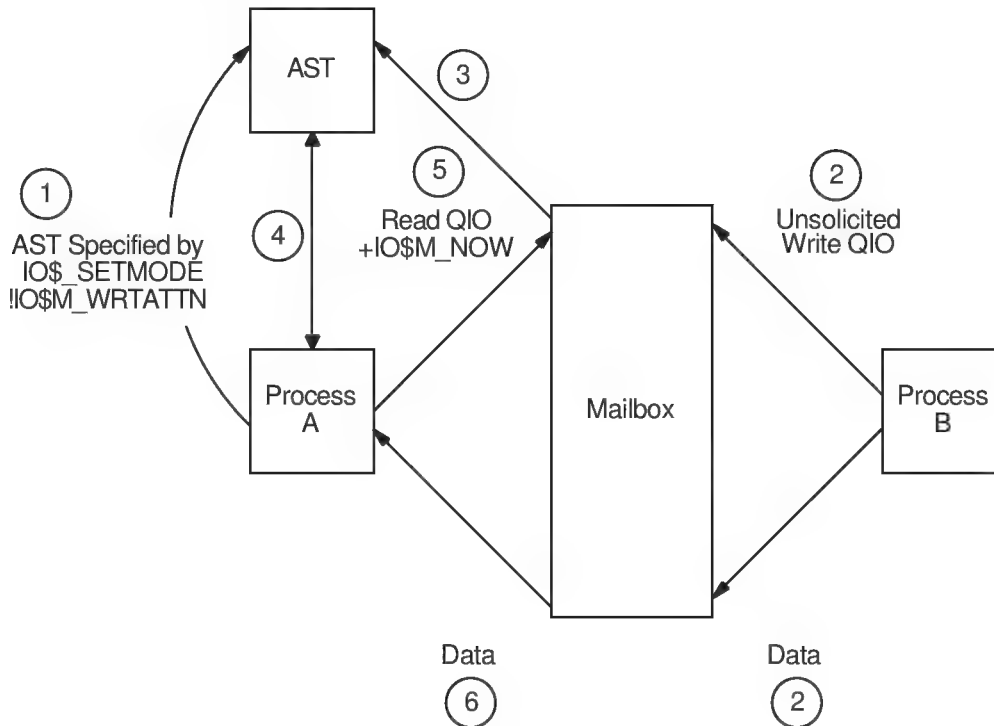 AST
3
1
AST Specified by
IO$_SETMODE
!IO$M_WRTATTN
4
5
Read QIO
+IO$M_NOW
2
Unsolicited
Write QIO
Process
A
Mailbox
Process
B
Data
6
Data
2